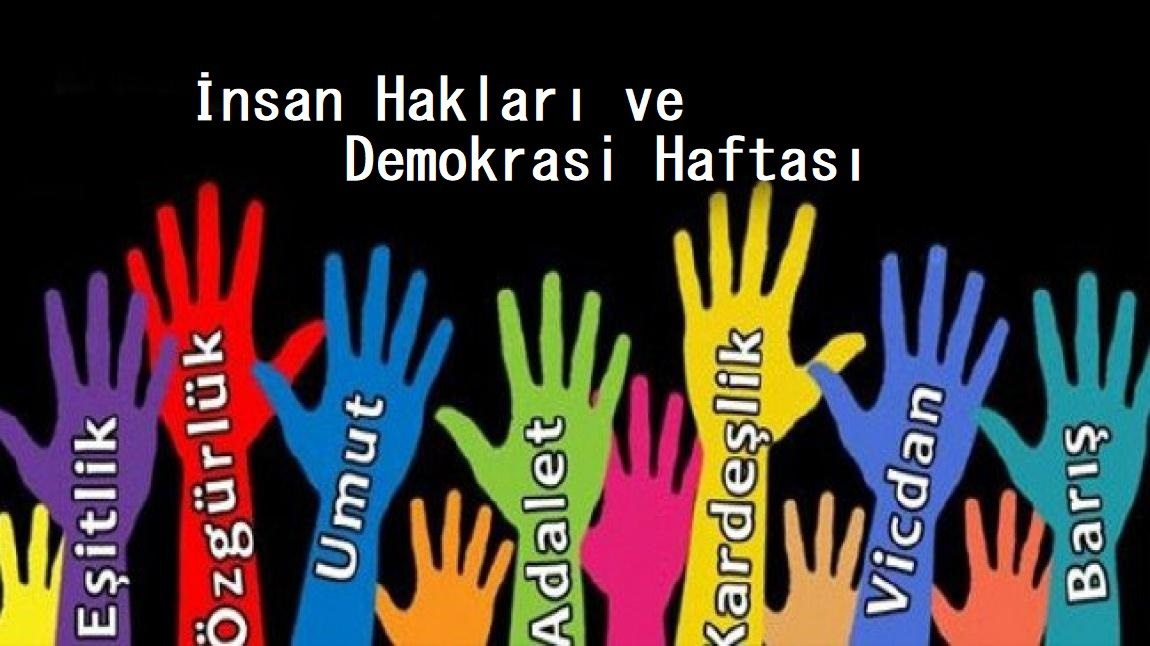 İnsan Hakları ve
Demokrasi Haftası
Eşitlik
Özgürlük
Umut
Adalet
Kardeşlik
Vicdan
Barış